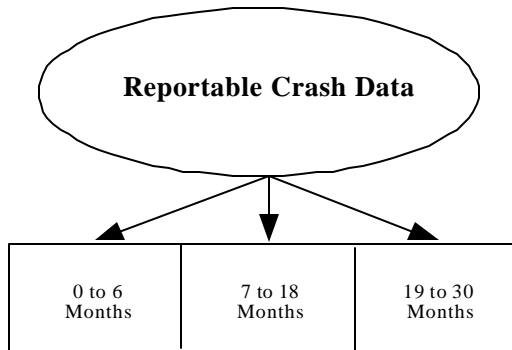 Reportable Crash Data
0 to 6
Months
7 to 18
Months
19 to 30
Months